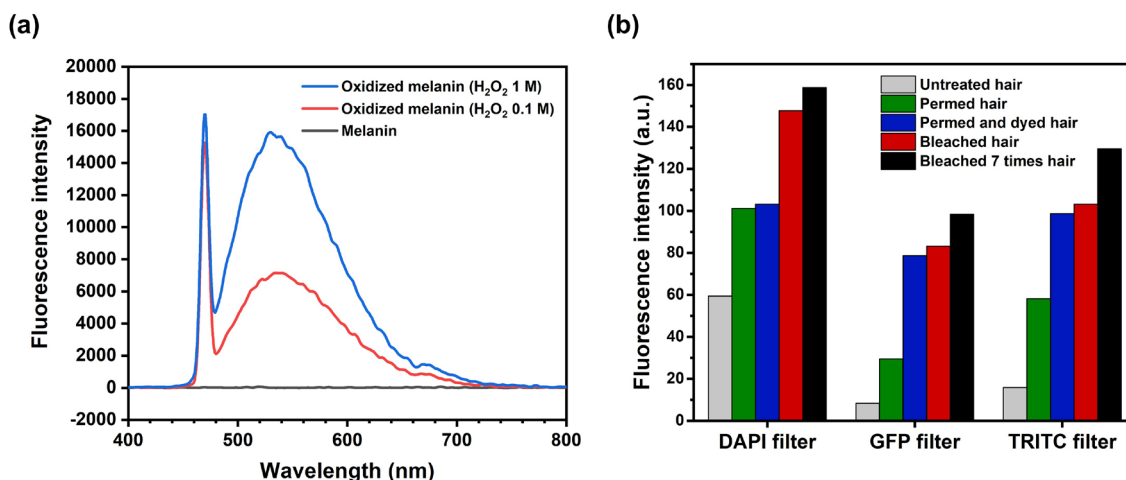 (a)
Fluorescence intensity
20000
18000
16000
14000
12000
10000
8000
6000
4000
2000
0
-2000
Oxidized melanin (H₂O₂ 1 M)
Oxidized melanin (H₂O₂ 0.1 M)
Melanin
400
500
600
700
800
Wavelength (nm)
(b)
Fluorescence intensity (a.u.)
160
140
120
100
80
60
40
20
0
Untreated hair
Permed hair
Permed and dyed hair
Bleached hair
Bleached 7 times hair
DAPI filter
GFP filter
TRITC filter